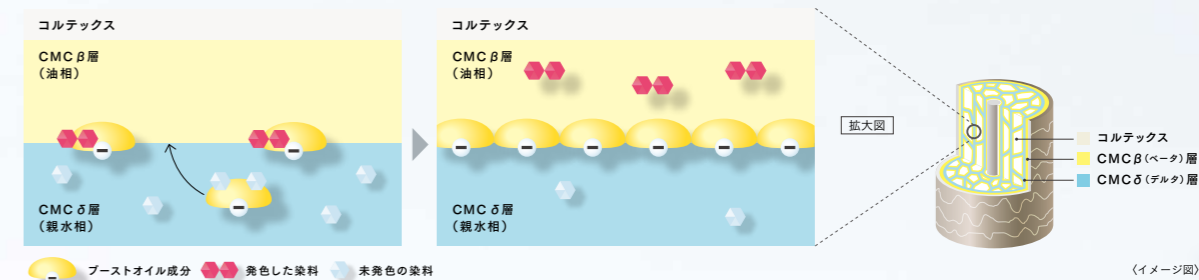 コルテックス
CMCβ層
（油相）
CMCδ層
（親水相）
コルテックス
CMCβ層
（油相）
CMCδ層
（親水相）
拡大図
コルテックス
CMCβ（ベータ）層
CMCδ（デルタ）層
ブーストオイル成分 発色した染料 未発色の染料
〈イメージ図〉